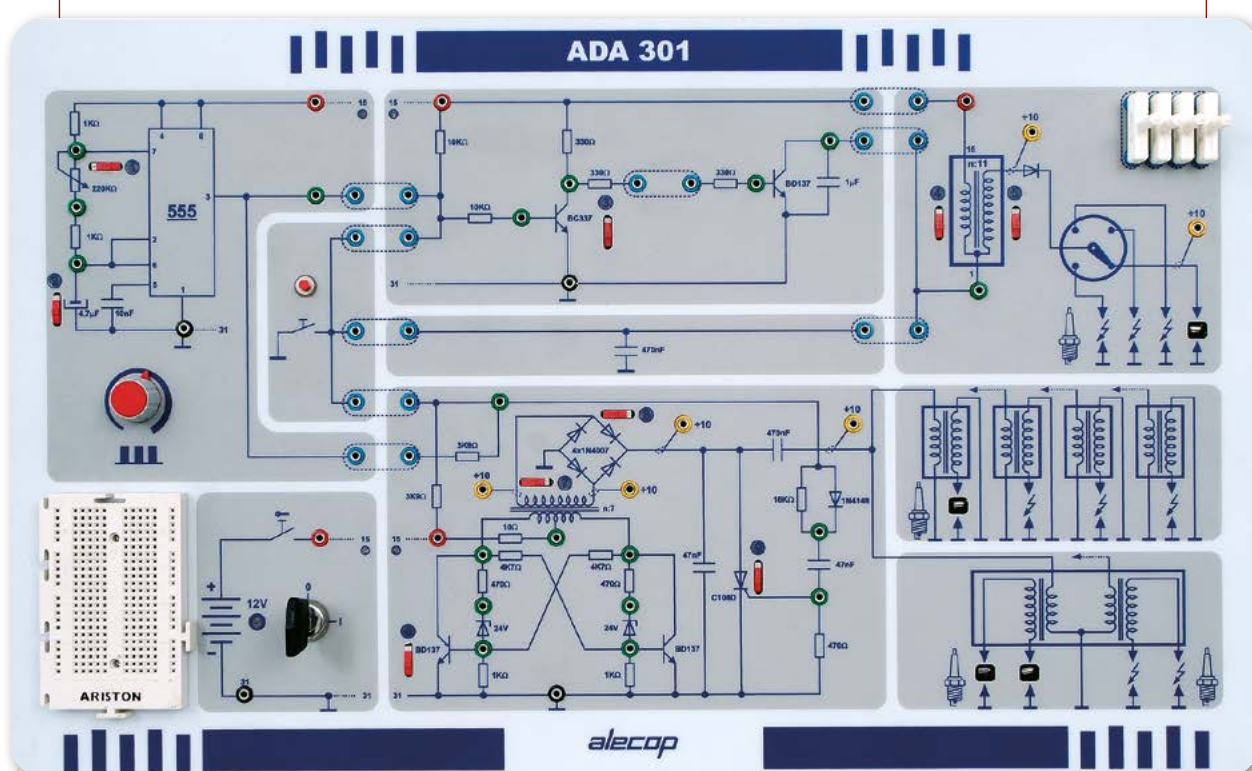 ADA 301
15
1KΩ
4
8
7
220KΩ
555
3
1KΩ
2
6
5
4.7µF
10nF
1
31
15
10KΩ
330Ω
330Ω
330Ω
BD137
1µF
10KΩ
BC337
31
÷10
15
n:11
1
÷10
470nF
3K9Ω
4x1N4007
÷10
÷10
÷10
n:7
÷10
470nF
3K9Ω
10Ω
15
4K7Ω
4K7Ω
470Ω
470Ω
24V
24V
BD137
BD137
1KΩ
1KΩ
31
47nF
C106D
1N4148
47nF
470Ω
15
0
I
12V
+
-
31
31
ARISTON
alecop